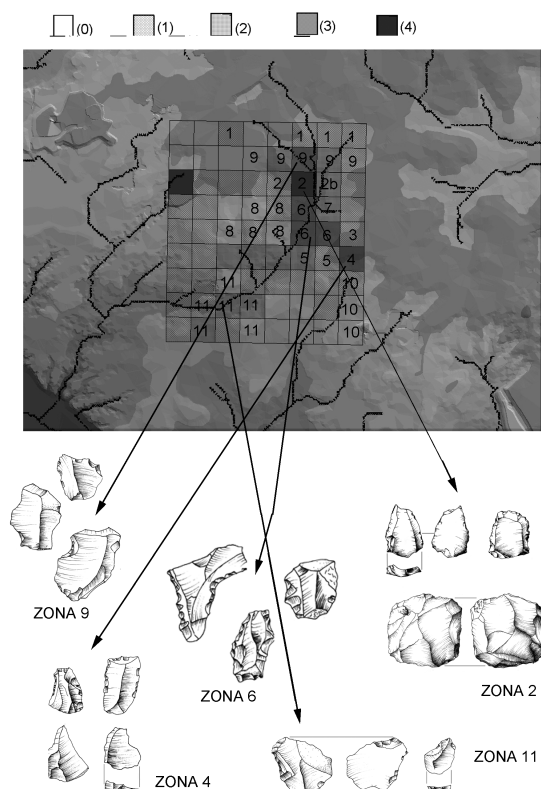 (0) (1) (2) (3) (4)
1 1 1 1
9 9 9 9 9
2 2 2b
8 8 6 7
8 8 8 6 6 3
5 5 4
11 10
11 11 11 10
11 11 10
ZONA 9
ZONA 6
ZONA 2
ZONA 11
ZONA 4